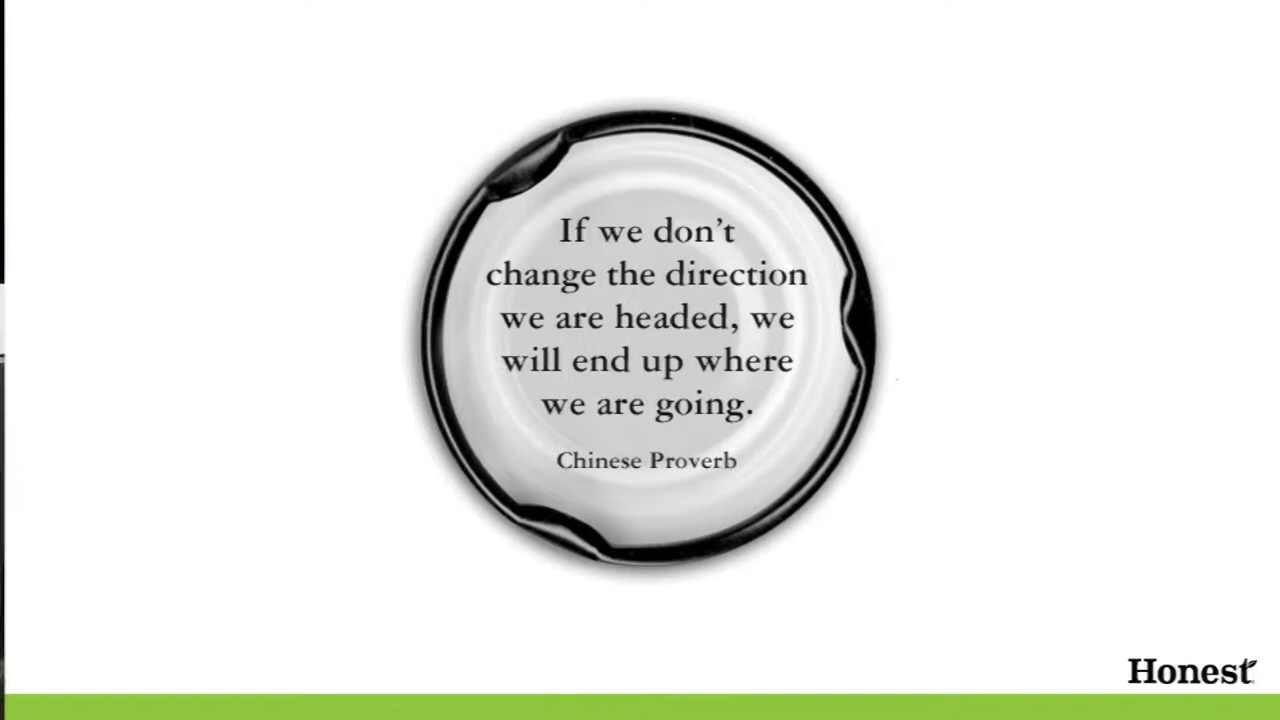 If we don’t
change the direction
we are headed, we
will end up where
we are going.
Chinese Proverb
Honest